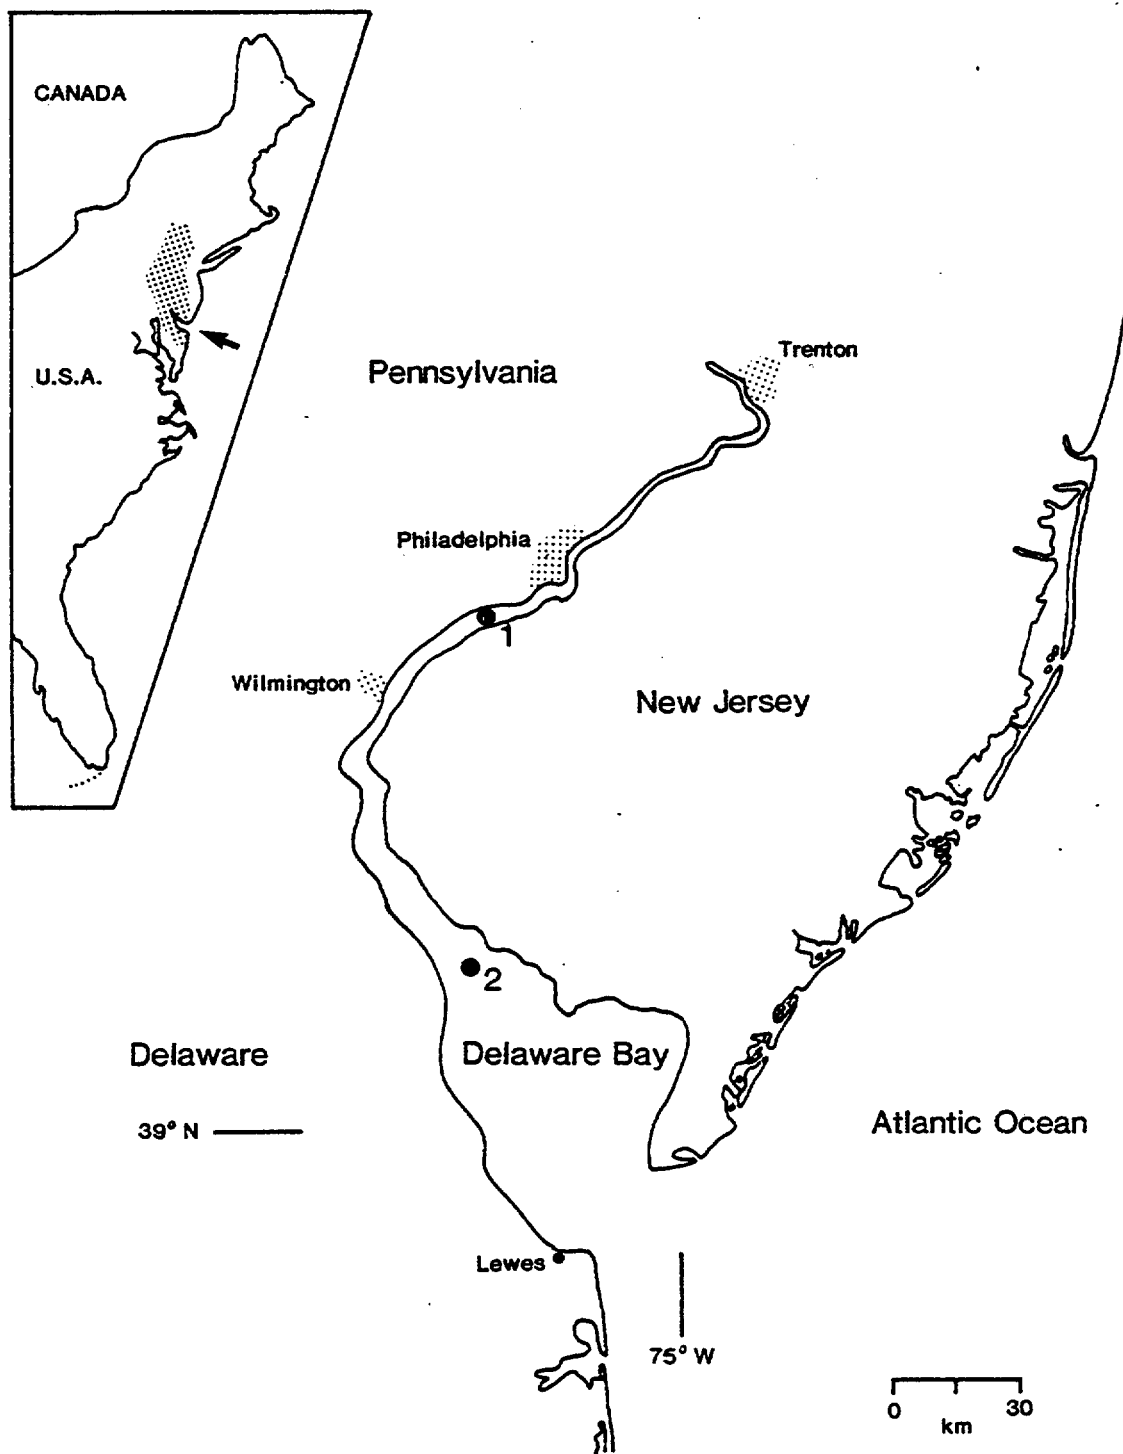 CANADA
U.S.A.
Trenton
Pennsylvania
Philadelphia
1
Wilmington
New Jersey
2
Delaware
Delaware Bay
39° N
Atlantic Ocean
Lewes
75° W
0 30
km